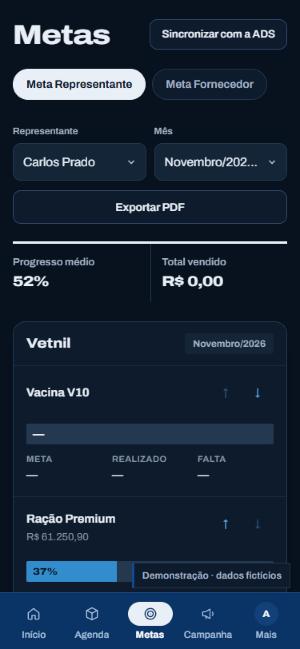 Metas
Sincronizar com a ADS
Meta Representante
Meta Fornecedor
Representante
Mês
Carlos Prado
Novembro/202...
Exportar PDF
Progresso médio
Total vendido
52%
R$ 0,00
Vetnil
Novembro/2026
Vacina V10
↑ ↓
—
META REALIZADO FALTA
— — —
Ração Premium
↑ ↓
R$ 61.250,90
37%
Demonstração · dados fictícios
Início
Agenda
Metas
Campanha
A
Mais